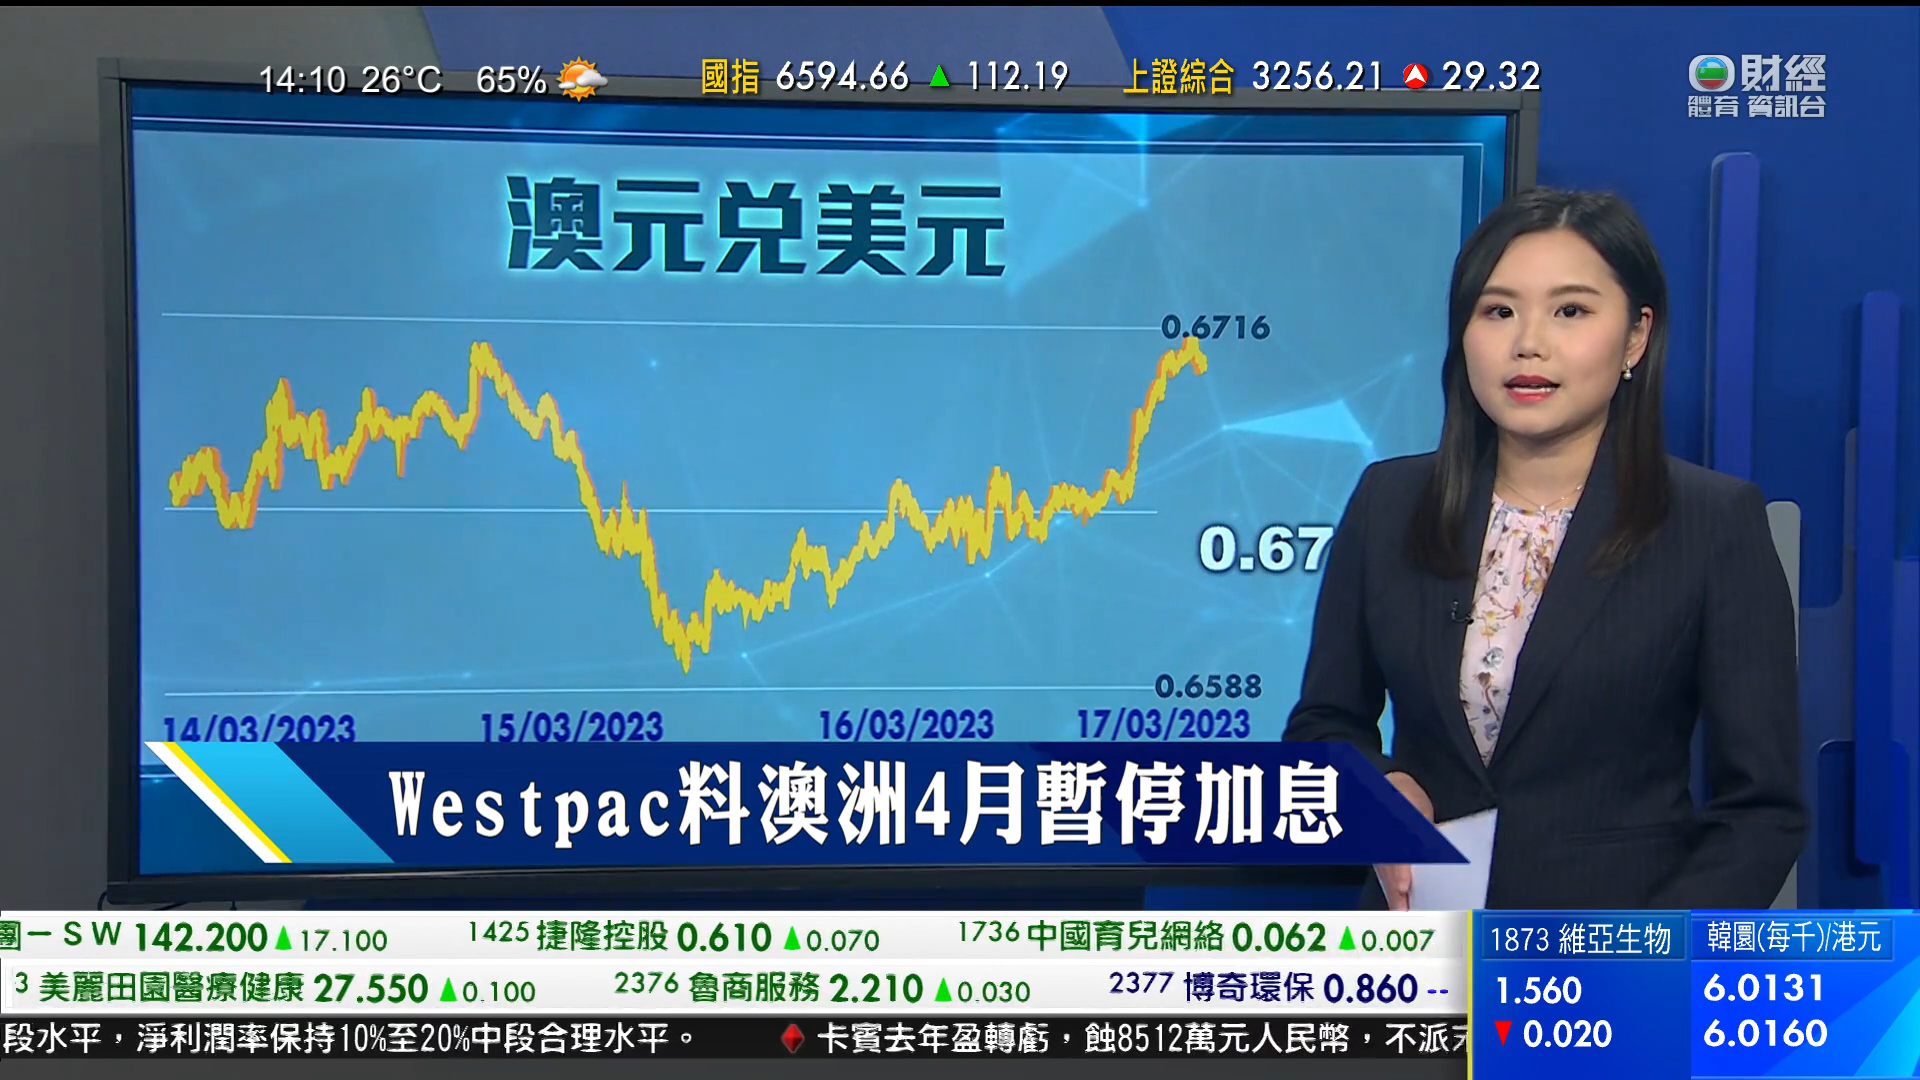 14:10 26°C 65% 國指 6594.66 ▲ 112.19 上證綜合 3256.21 29.32
財經
體育 資訊台
澳元兌美元
0.6716
0.67
0.6588
14/03/2023 15/03/2023 16/03/2023 17/03/2023
Westpac料澳洲4月暫停加息
團－ＳＷ 142.200 ▲ 17.100 1425 捷隆控股 0.610 ▲ 0.070 1736 中國育兒網絡 0.062 ▲ 0.007
3 美麗田園醫療健康 27.550 ▲ 0.100 2376 魯商服務 2.210 ▲ 0.030 2377 博奇環保 0.860 --
段水平，淨利潤率保持10%至20%中段合理水平。 ♦ 卡賓去年盈轉虧，蝕8512萬元人民幣，不派
1873 維亞生物
1.560
▼ 0.020
韓圜(每千)/港元
6.0131
6.0160